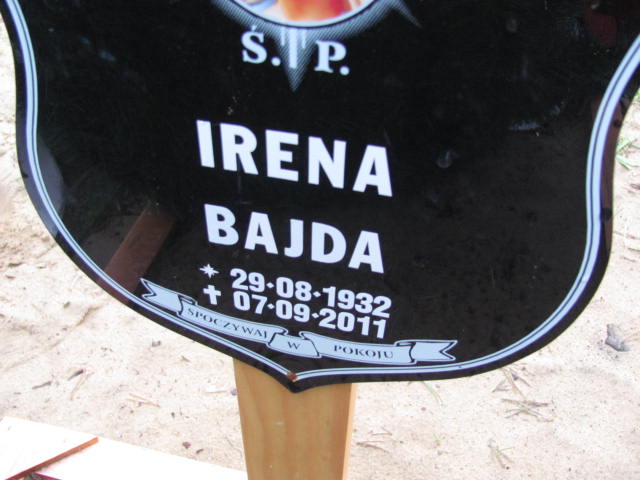 Ś. P.
IRENA
BAJDA
* 29·08·1932
✝ 07·09·2011
SPOCZYWAJ W POKOJU